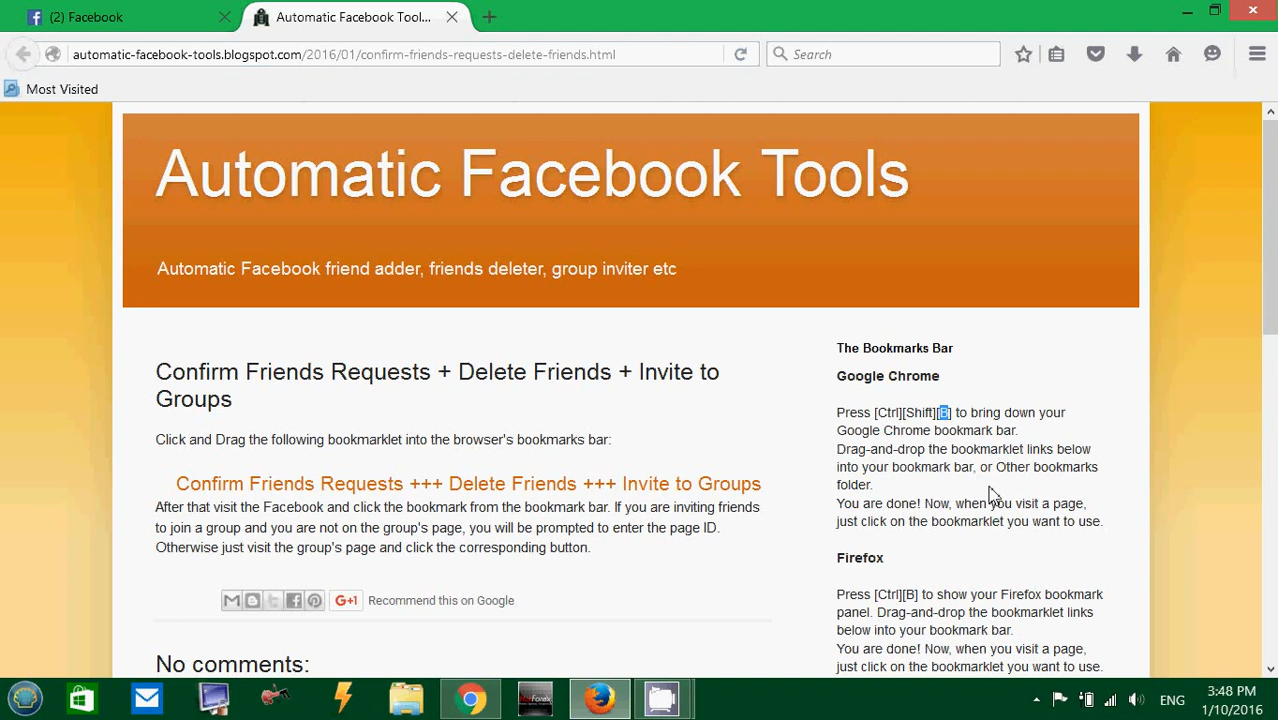 (2) Facebook
Automatic Facebook Tool...
automatic-facebook-tools.blogspot.com/2016/01/confirm-friends-requests-delete-friends.html
Search
Most Visited
Automatic Facebook Tools
Automatic Facebook friend adder, friends deleter, group inviter etc
Confirm Friends Requests + Delete Friends + Invite to
Groups
Click and Drag the following bookmarklet into the browser's bookmarks bar:
Confirm Friends Requests +++ Delete Friends +++ Invite to Groups
After that visit the Facebook and click the bookmark from the bookmark bar. If you are inviting friends
to join a group and you are not on the group's page, you will be prompted to enter the page ID.
Otherwise just visit the group's page and click the corresponding button.
G+1 Recommend this on Google
No comments:
The Bookmarks Bar
Google Chrome
Press [Ctrl][Shift][B] to bring down your
Google Chrome bookmark bar.
Drag-and-drop the bookmarklet links below
into your bookmark bar, or Other bookmarks
folder.
You are done! Now, when you visit a page,
just click on the bookmarklet you want to use.
Firefox
Press [Ctrl][B] to show your Firefox bookmark
panel. Drag-and-drop the bookmarklet links
below into your bookmark bar.
You are done! Now, when you visit a page,
just click on the bookmarklet you want to use.
ENG
3:48 PM
1/10/2016